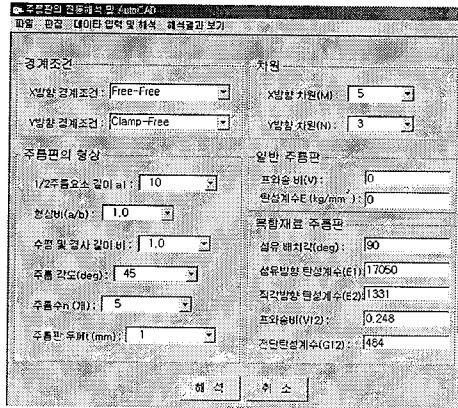 주름판의 진동해석 및 AutoCAD
파일 편집 데이타 입력 및 해석 해석결과 보기
경계조건
X방향 경계조건 : Free-Free
Y방향 경계조건 : Clamp-Free
차원
X방향 차원(M) : 5
Y방향 차원(N) : 3
주름판의 형상
1/2주름요소 길이 a1 : 10
형상비(a/b) : 1.0
수평 및 경사 길이 비 : 1.0
주름 각도(deg) : 45
주름수n (개) : 5
주름판 두께t (mm) : 1
일반 주름판
프와송 비(v) : 0
탄성계수E (kg/mm²) : 0
복합재료 주름판
섬유 배치각(deg) : 90
섬유방향 탄성계수(E1) : 17050
직각방향 탄성계수(E2) : 1331
프와송비(V12) : 0.248
전단탄성계수(G12) : 464
해 석 취 소